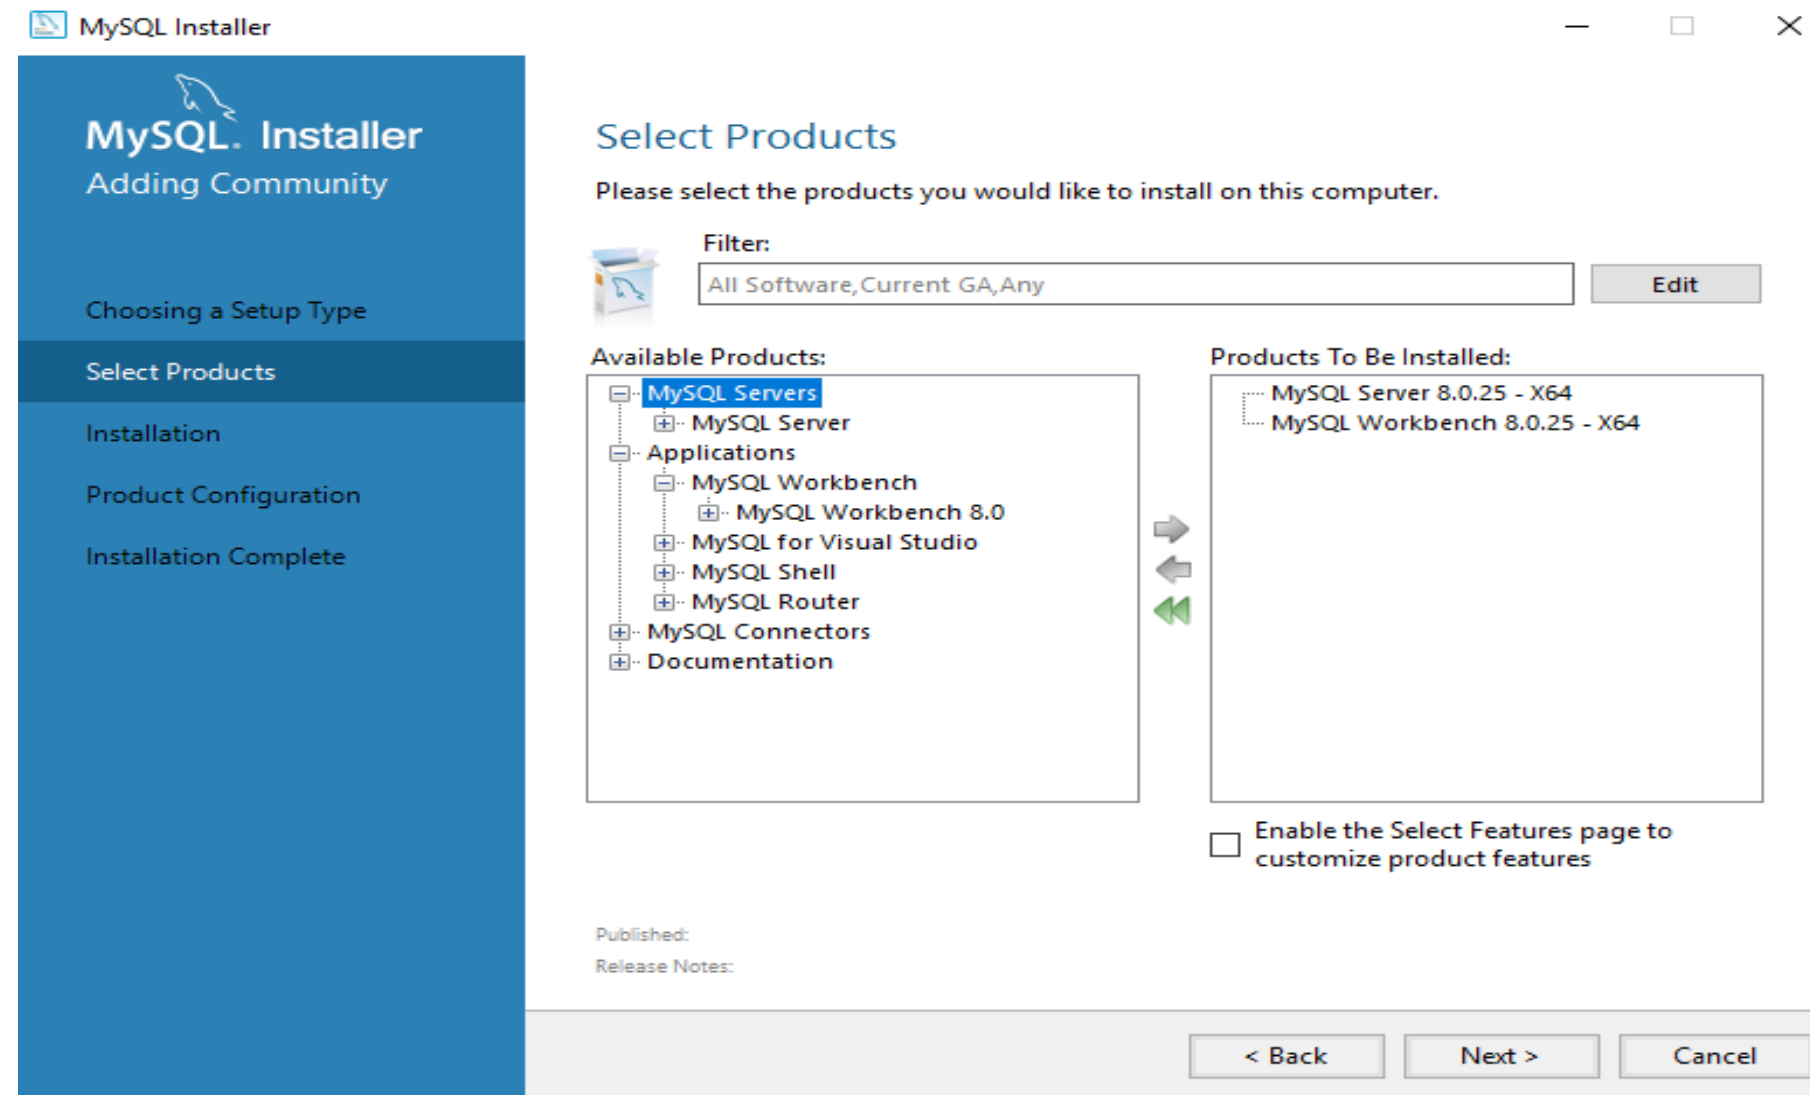 MySQL Installer
MySQL. Installer
Adding Community
Choosing a Setup Type
Select Products
Installation
Product Configuration
Installation Complete
Select Products
Please select the products you would like to install on this computer.
Filter:
All Software,Current GA,Any
Edit
Available Products:
MySQL Servers
MySQL Server
Applications
MySQL Workbench
MySQL Workbench 8.0
MySQL for Visual Studio
MySQL Shell
MySQL Router
MySQL Connectors
Documentation
Products To Be Installed:
MySQL Server 8.0.25 - X64
MySQL Workbench 8.0.25 - X64
Enable the Select Features page to
customize product features
Published:
Release Notes:
< Back
Next >
Cancel